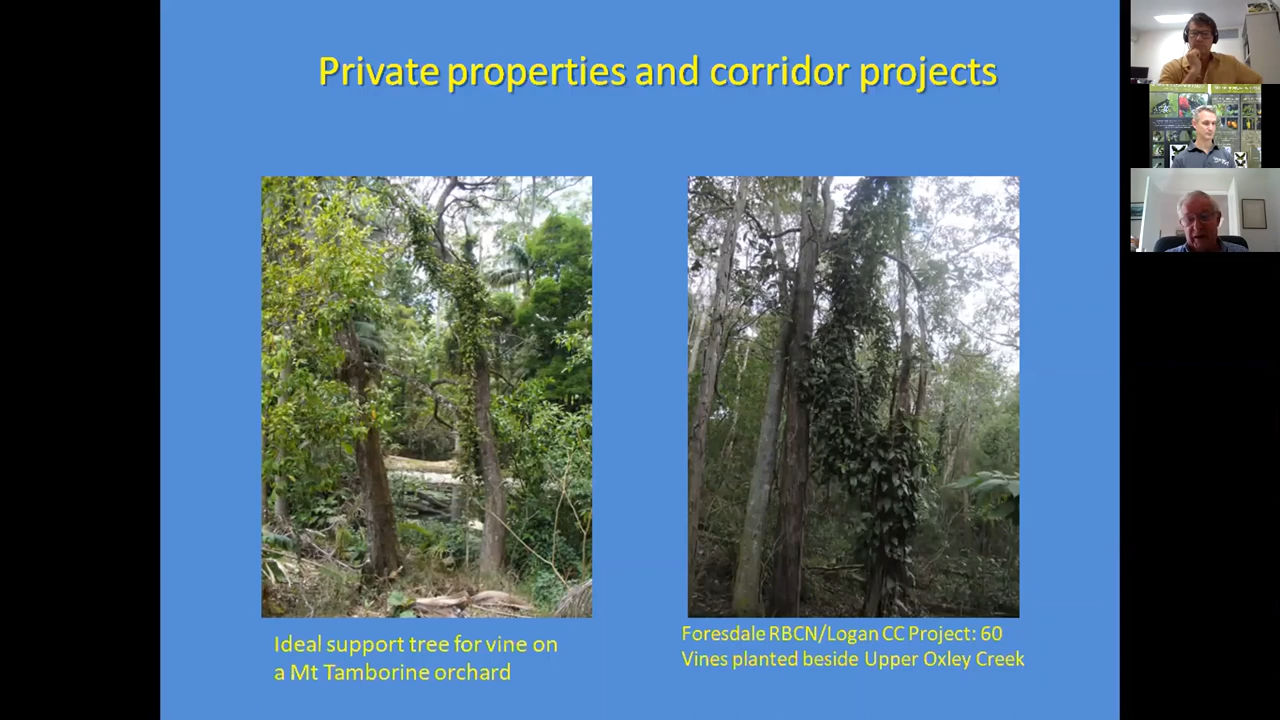 Private properties and corridor projects
Ideal support tree for vine on
a Mt Tamborine orchard
Foresdale RBCN/Logan CC Project: 60
Vines planted beside Upper Oxley Creek